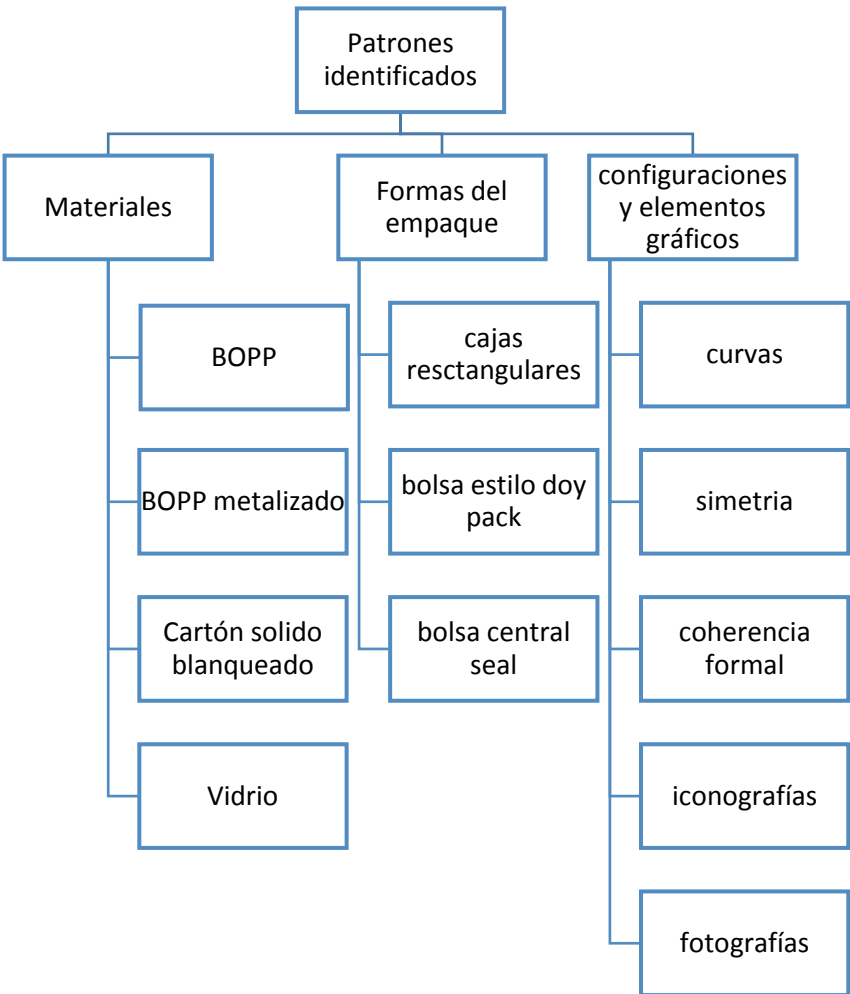 Patrones
identificados
Materiales
Formas del
empaque
configuraciones
y elementos
gráficos
BOPP
BOPP metalizado
Cartón solido
blanqueado
Vidrio
cajas
resctangulares
bolsa estilo doy
pack
bolsa central
seal
curvas
simetria
coherencia
formal
iconografías
fotografías